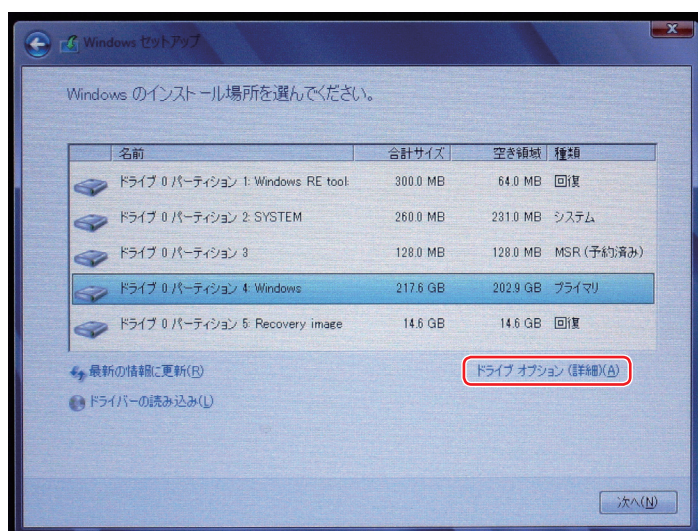 Windows セットアップ
Windows のインストール場所を選んでください。
名前 合計サイズ 空き領域 種類
ドライブ 0 パーティション 1: Windows RE tool: 300.0 MB 64.0 MB 回復
ドライブ 0 パーティション 2: SYSTEM 260.0 MB 231.0 MB システム
ドライブ 0 パーティション 3 128.0 MB 128.0 MB MSR (予約済み)
ドライブ 0 パーティション 4: Windows 217.6 GB 202.9 GB プライマリ
ドライブ 0 パーティション 5: Recovery image 14.6 GB 14.6 GB 回復
最新の情報に更新(R) ドライブ オプション (詳細)(A)
ドライバーの読み込み(L)
次へ(N)